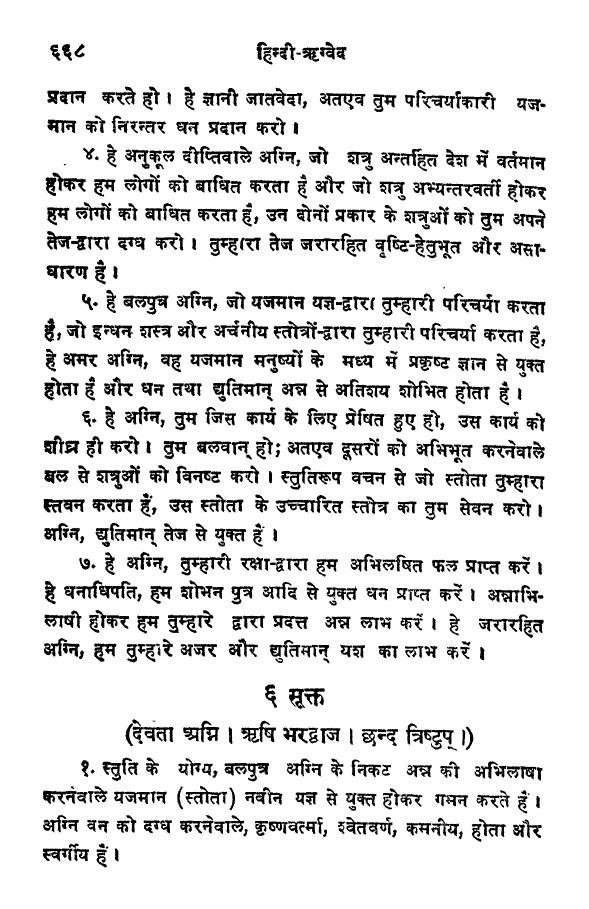 ६६८ हिन्दी-ऋग्वेद
प्रदान करते हो। हे ज्ञानी जातवेदा, अतएव तुम परिचर्याकारी यज-
मान को निरन्तर धन प्रदान करो।
४. हे अनुकूल दीप्तिवाले अग्नि, जो शत्रु अन्तर्हित देश में वर्तमान
होकर हम लोगों को बाधित करता है और जो शत्रु अभ्यन्तरवर्ती होकर
हम लोगों को बाधित करता है, उन दोनों प्रकार के शत्रुओं को तुम अपने
तेज-द्वारा दग्ध करो। तुम्हारा तेज जरारहित वृष्टि-हेतुभूत और असा-
धारण है।
५. हे बलपुत्र अग्नि, जो यजमान यज्ञ-द्वारा तुम्हारी परिचर्या करता
है, जो इन्धन शस्त्र और अर्चनीय स्तोत्रों-द्वारा तुम्हारी परिचर्या करता है,
हे अमर अग्नि, वह यजमान मनुष्यों के मध्य में प्रकृष्ट ज्ञान से युक्त
होता है और धन तथा द्युतिमान् अन्न से अतिशय शोभित होता है।
६. हे अग्नि, तुम जिस कार्य के लिए प्रेषित हुए हो, उस कार्य को
शीघ्र ही करो। तुम बलवान् हो; अतएव दूसरों को अभिभूत करनेवाले
बल से शत्रुओं को विनष्ट करो। स्तुतिरूप वचन से जो स्तोता तुम्हारा
स्तवन करता हैं, उस स्तोता के उच्चारित स्तोत्र का तुम सेवन करो।
अग्नि, द्युतिमान् तेज से युक्त हैं।
७. हे अग्नि, तुम्हारी रक्षा-द्वारा हम अभिलषित फल प्राप्त करें।
हे धनाधिपति, हम शोभन पुत्र आदि से युक्त धन प्राप्त करें। अन्नाभि-
लाषी होकर हम तुम्हारे द्वारा प्रदत्त अन्न लाभ करें। हे जरारहित
अग्नि, हम तुम्हारे अजर और द्युतिमान् यश का लाभ करें।
६ सूक्त
(देवता अग्नि। ऋषि भरद्वाज। छन्द त्रिष्टुप्।)
१. स्तुति के योग्य, बलपुत्र अग्नि के निकट अन्न की अभिलाषा
करनेवाले यजमान (स्तोता) नवीन यज्ञ से युक्त होकर गमन करते हैं।
अग्नि वन को दग्ध करनेवाले, कृष्णवर्त्मा, श्वेतवर्ण, कमनीय, होता और
स्वर्गीय हैं।